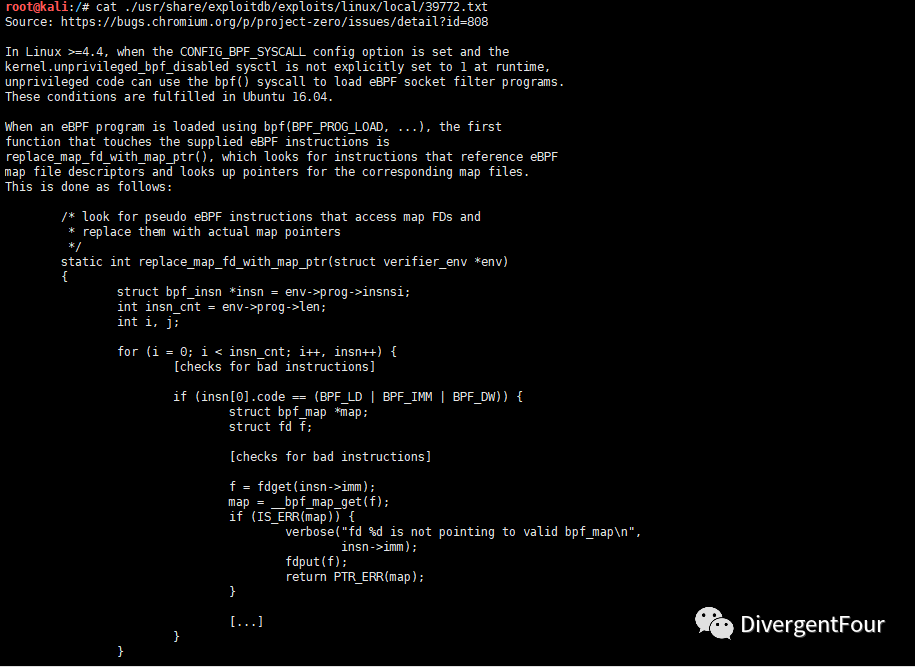 root@kali:/# cat ./usr/share/exploitdb/exploits/linux/local/39772.txt
Source: https://bugs.chromium.org/p/project-zero/issues/detail?id=808

In Linux >=4.4, when the CONFIG_BPF_SYSCALL config option is set and the
kernel.unprivileged_bpf_disabled sysctl is not explicitly set to 1 at runtime,
unprivileged code can use the bpf() syscall to load eBPF socket filter programs.
These conditions are fulfilled in Ubuntu 16.04.

When an eBPF program is loaded using bpf(BPF_PROG_LOAD, ...), the first
function that touches the supplied eBPF instructions is
replace_map_fd_with_map_ptr(), which looks for instructions that reference eBPF
map file descriptors and looks up pointers for the corresponding map files.
This is done as follows:

        /* look for pseudo eBPF instructions that access map FDs and
         * replace them with actual map pointers
         */
        static int replace_map_fd_with_map_ptr(struct verifier_env *env)
        {
                struct bpf_insn *insn = env->prog->insnsi;
                int insn_cnt = env->prog->len;
                int i, j;

                for (i = 0; i < insn_cnt; i++, insn++) {
                        [checks for bad instructions]

                        if (insn[0].code == (BPF_LD | BPF_IMM | BPF_DW)) {
                                struct bpf_map *map;
                                struct fd f;

                                [checks for bad instructions]

                                f = fdget(insn->imm);
                                map = __bpf_map_get(f);
                                if (IS_ERR(map)) {
                                        verbose("fd %d is not pointing to valid bpf_map\n",
                                                insn->imm);
                                        fdput(f);
                                        return PTR_ERR(map);
                                }

                                [...]
                        }
                }
DivergentFour